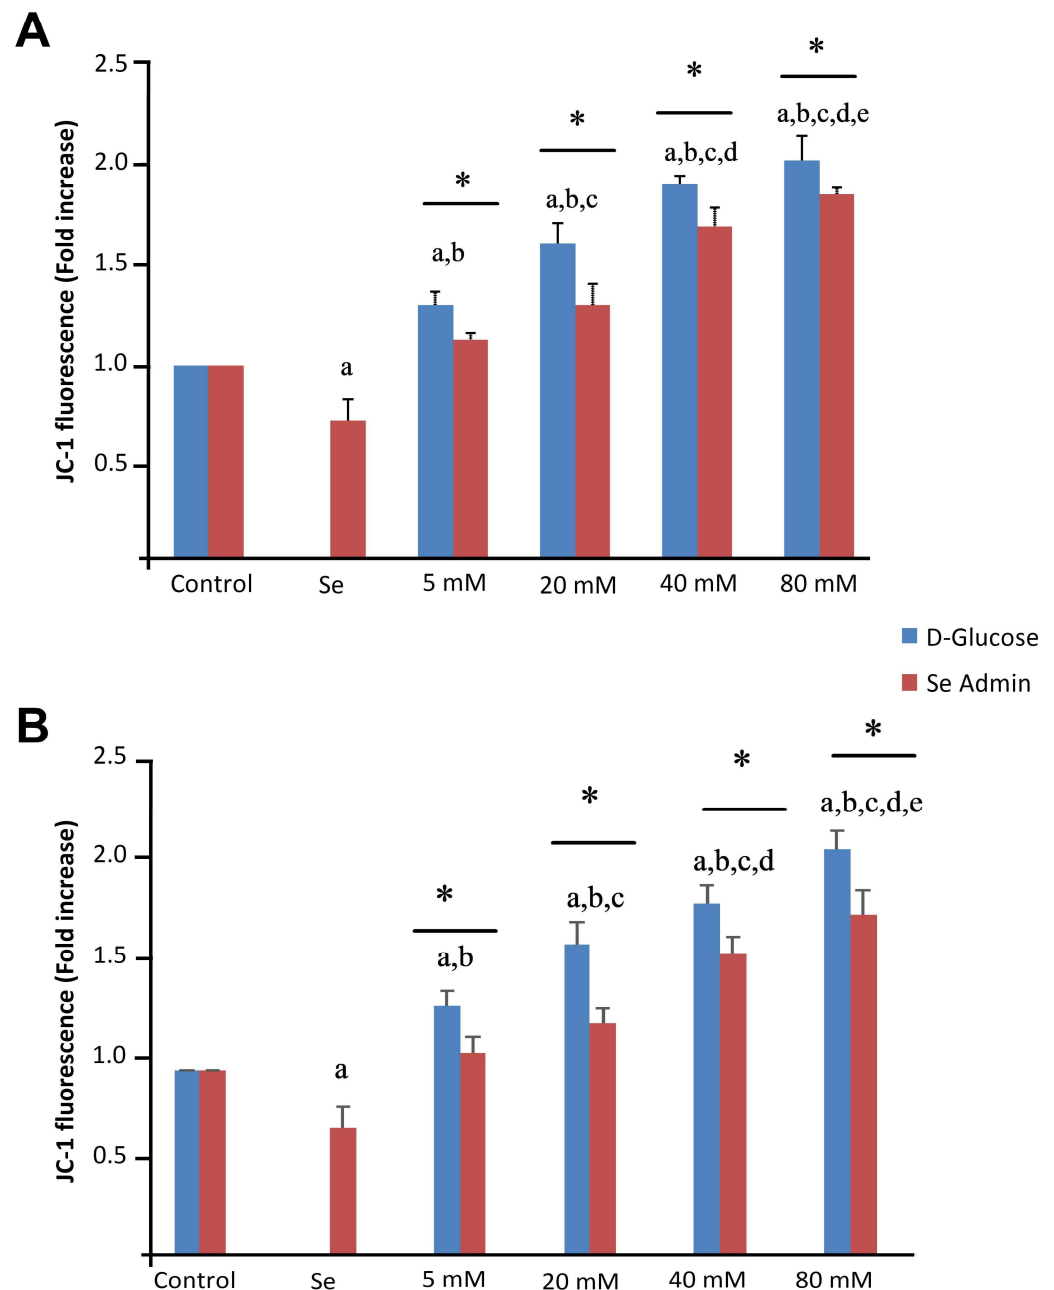 A
JC-1 fluorescence (Fold increase)
2.5
2.0
1.5
1.0
0.5
*
*
*
*
a
a,b
a,b,c
a,b,c,d
a,b,c,d,e
Control Se 5 mM 20 mM 40 mM 80 mM
D-Glucose
Se Admin
B
JC-1 fluorescence (Fold increase)
2.5
2.0
1.5
1.0
0.5
*
*
*
*
a
a,b
a,b,c
a,b,c,d
a,b,c,d,e
Control Se 5 mM 20 mM 40 mM 80 mM